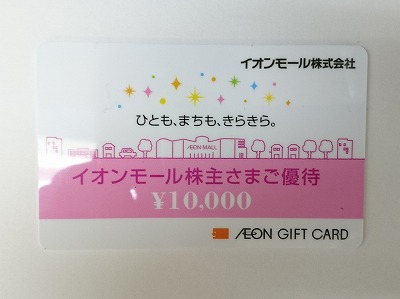 イオンモール株式会社
ひとも、まちも、きらきら。
ÆON MALL
イオンモール株主さまご優待
¥10,000
ÆON GIFT CARD